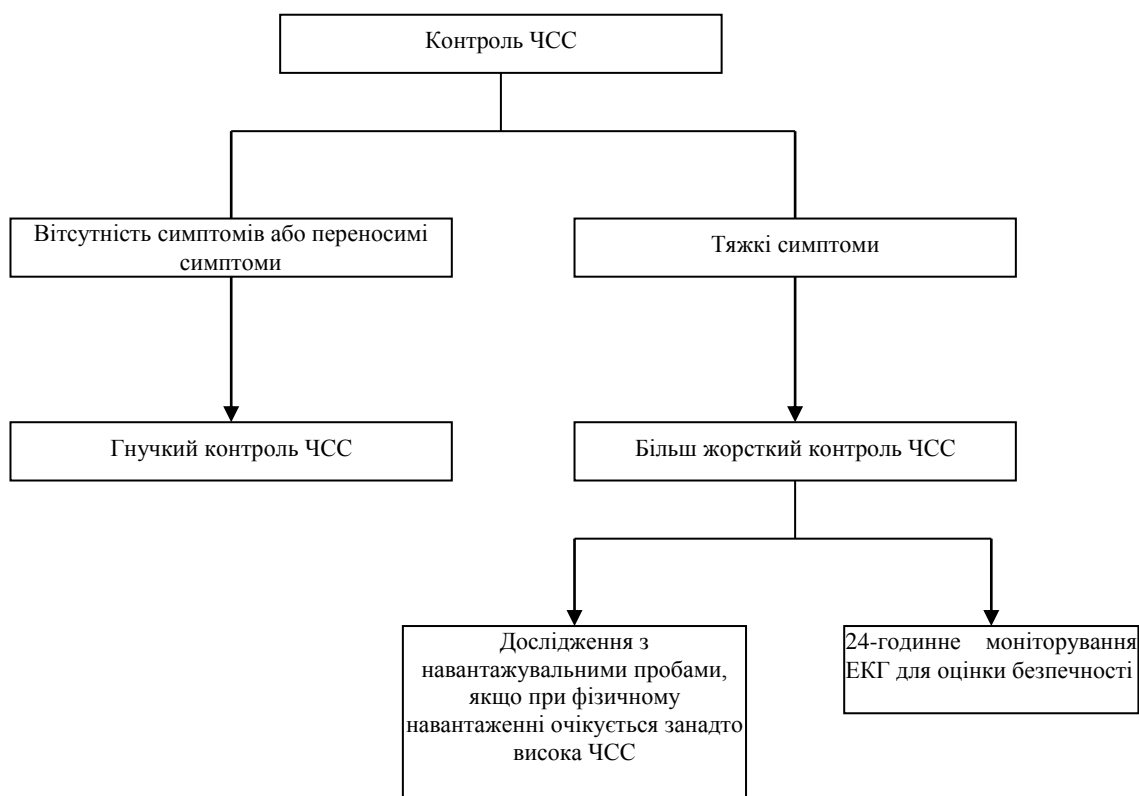 Контроль ЧСС
Вітсутність симптомів або переносимі
симптоми
Тяжкі симптоми
Гнучкий контроль ЧСС
Більш жорсткий контроль ЧСС
Дослідження з
навантажувальними пробами,
якщо при фізичному
навантаженні очікується занадто
висока ЧСС
24-годинне моніторування
ЕКГ для оцінки безпечності